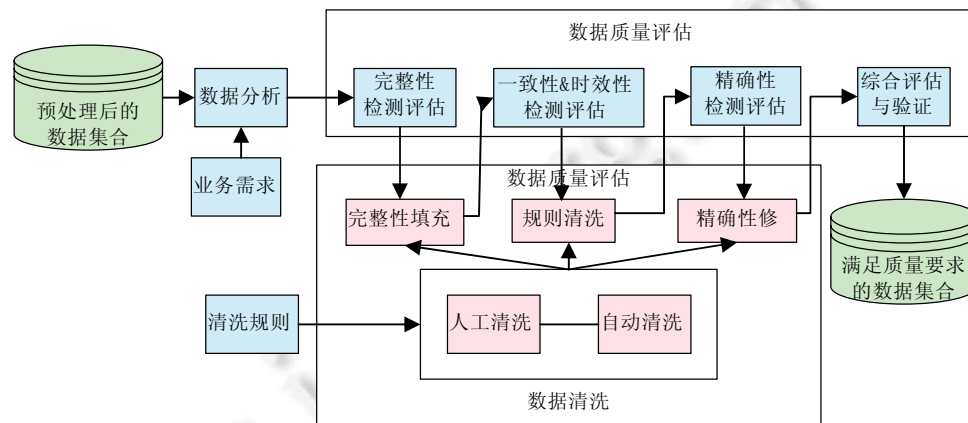 数据质量评估
预处理后的
数据集合
数据分析
业务需求
完整性
检测评估
一致性&时效性
检测评估
精确性
检测评估
综合评估
与验证
数据质量评估
完整性填充
规则清洗
精确性修
满足质量要求
的数据集合
清洗规则
人工清洗
自动清洗
数据清洗